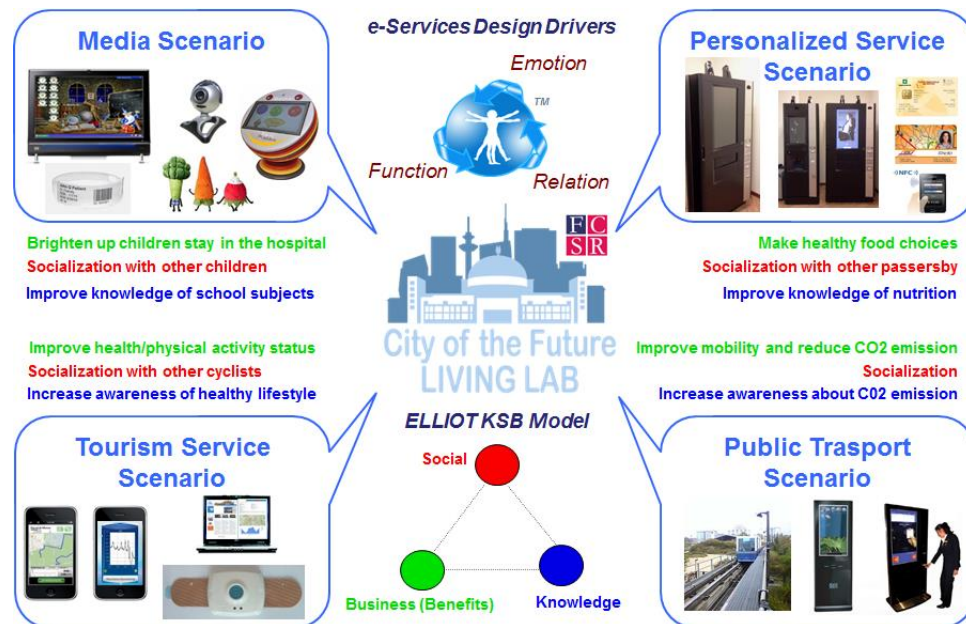 Media Scenario
e-Services Design Drivers
Emotion
TM
Function
Relation
Personalized Service
Scenario
NFC
Brighten up children stay in the hospital
Socialization with other children
Improve knowledge of school subjects
F C
S R
Make healthy food choices
Socialization with other passersby
Improve knowledge of nutrition
City of the Future
LIVING LAB
Improve health/physical activity status
Socialization with other cyclists
Increase awareness of healthy lifestyle
Improve mobility and reduce CO2 emission
Socialization
Increase awareness about C02 emission
Tourism Service
Scenario
ELLIOT KSB Model
Social
Business (Benefits)
Knowledge
Public Trasport
Scenario